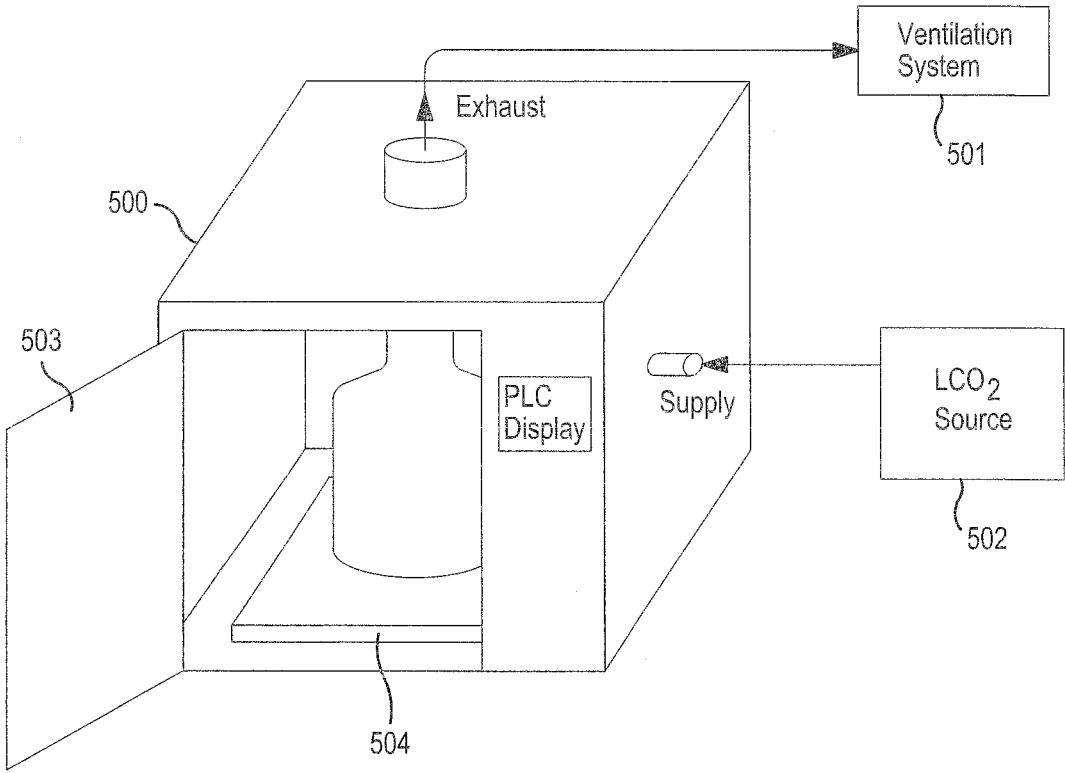 Ventilation
System
501
Exhaust
500
503
PLC
Display
Supply
LCO2
Source
502
504